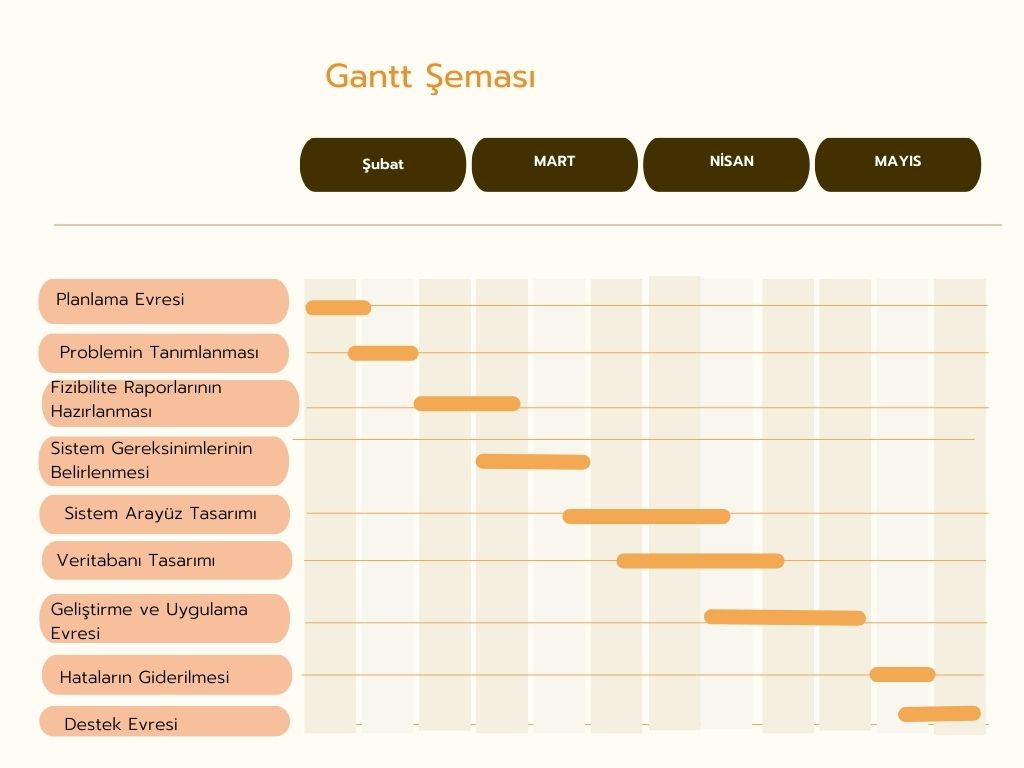 Gantt Şeması
Şubat
MART
NİSAN
MAYIS
Planlama Evresi
Problemin Tanımlanması
Fizibilite Raporlarının
Hazırlanması
Sistem Gereksinimlerinin
Belirlenmesi
Sistem Arayüz Tasarımı
Veritabanı Tasarımı
Geliştirme ve Uygulama
Evresi
Hataların Giderilmesi
Destek Evresi